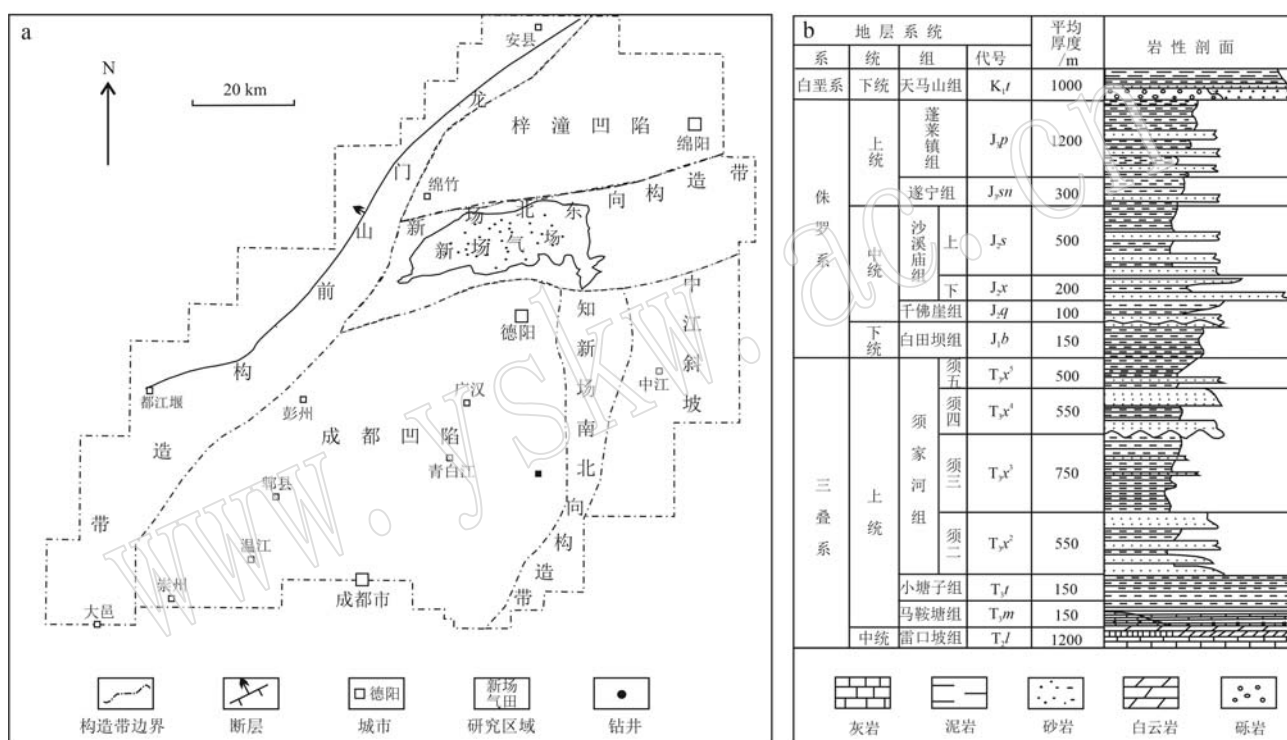 a
N
20 km
安县
龙门山前构造带
梓潼凹陷
绵阳
绵竹
新场北东向构造带
新场气场
德阳
知新场南北向构造带
中江斜坡
中江
都江堰
彭州
广汉
成都凹陷
青白江
郫县
温江
崇州
大邑
成都市
构造带边界
断层
德阳
城市
新场
气田
研究区域
钻井
b
地层系统
平均厚度/m
岩性剖面
系 统 组 代号
白垩系 下统 天马山组 K₁t 1000
侏罗系 上统 蓬莱镇组 J₃p 1200
遂宁组 J₃sn 300
中统 沙溪庙组 上 J₂s 500
下 J₂x 200
千佛崖组 J₂q 100
下统 白田坝组 J₁b 150
三叠系 上统 须家河组 须五 T₃x⁵ 500
须四 T₃x⁴ 550
须三 T₃x³ 750
须二 T₃x² 550
小塘子组 T₃t 150
马鞍塘组 T₃m 150
中统 雷口坡组 T₂l 1200
灰岩
泥岩
砂岩
白云岩
砾岩
www.yskw.ac.cn